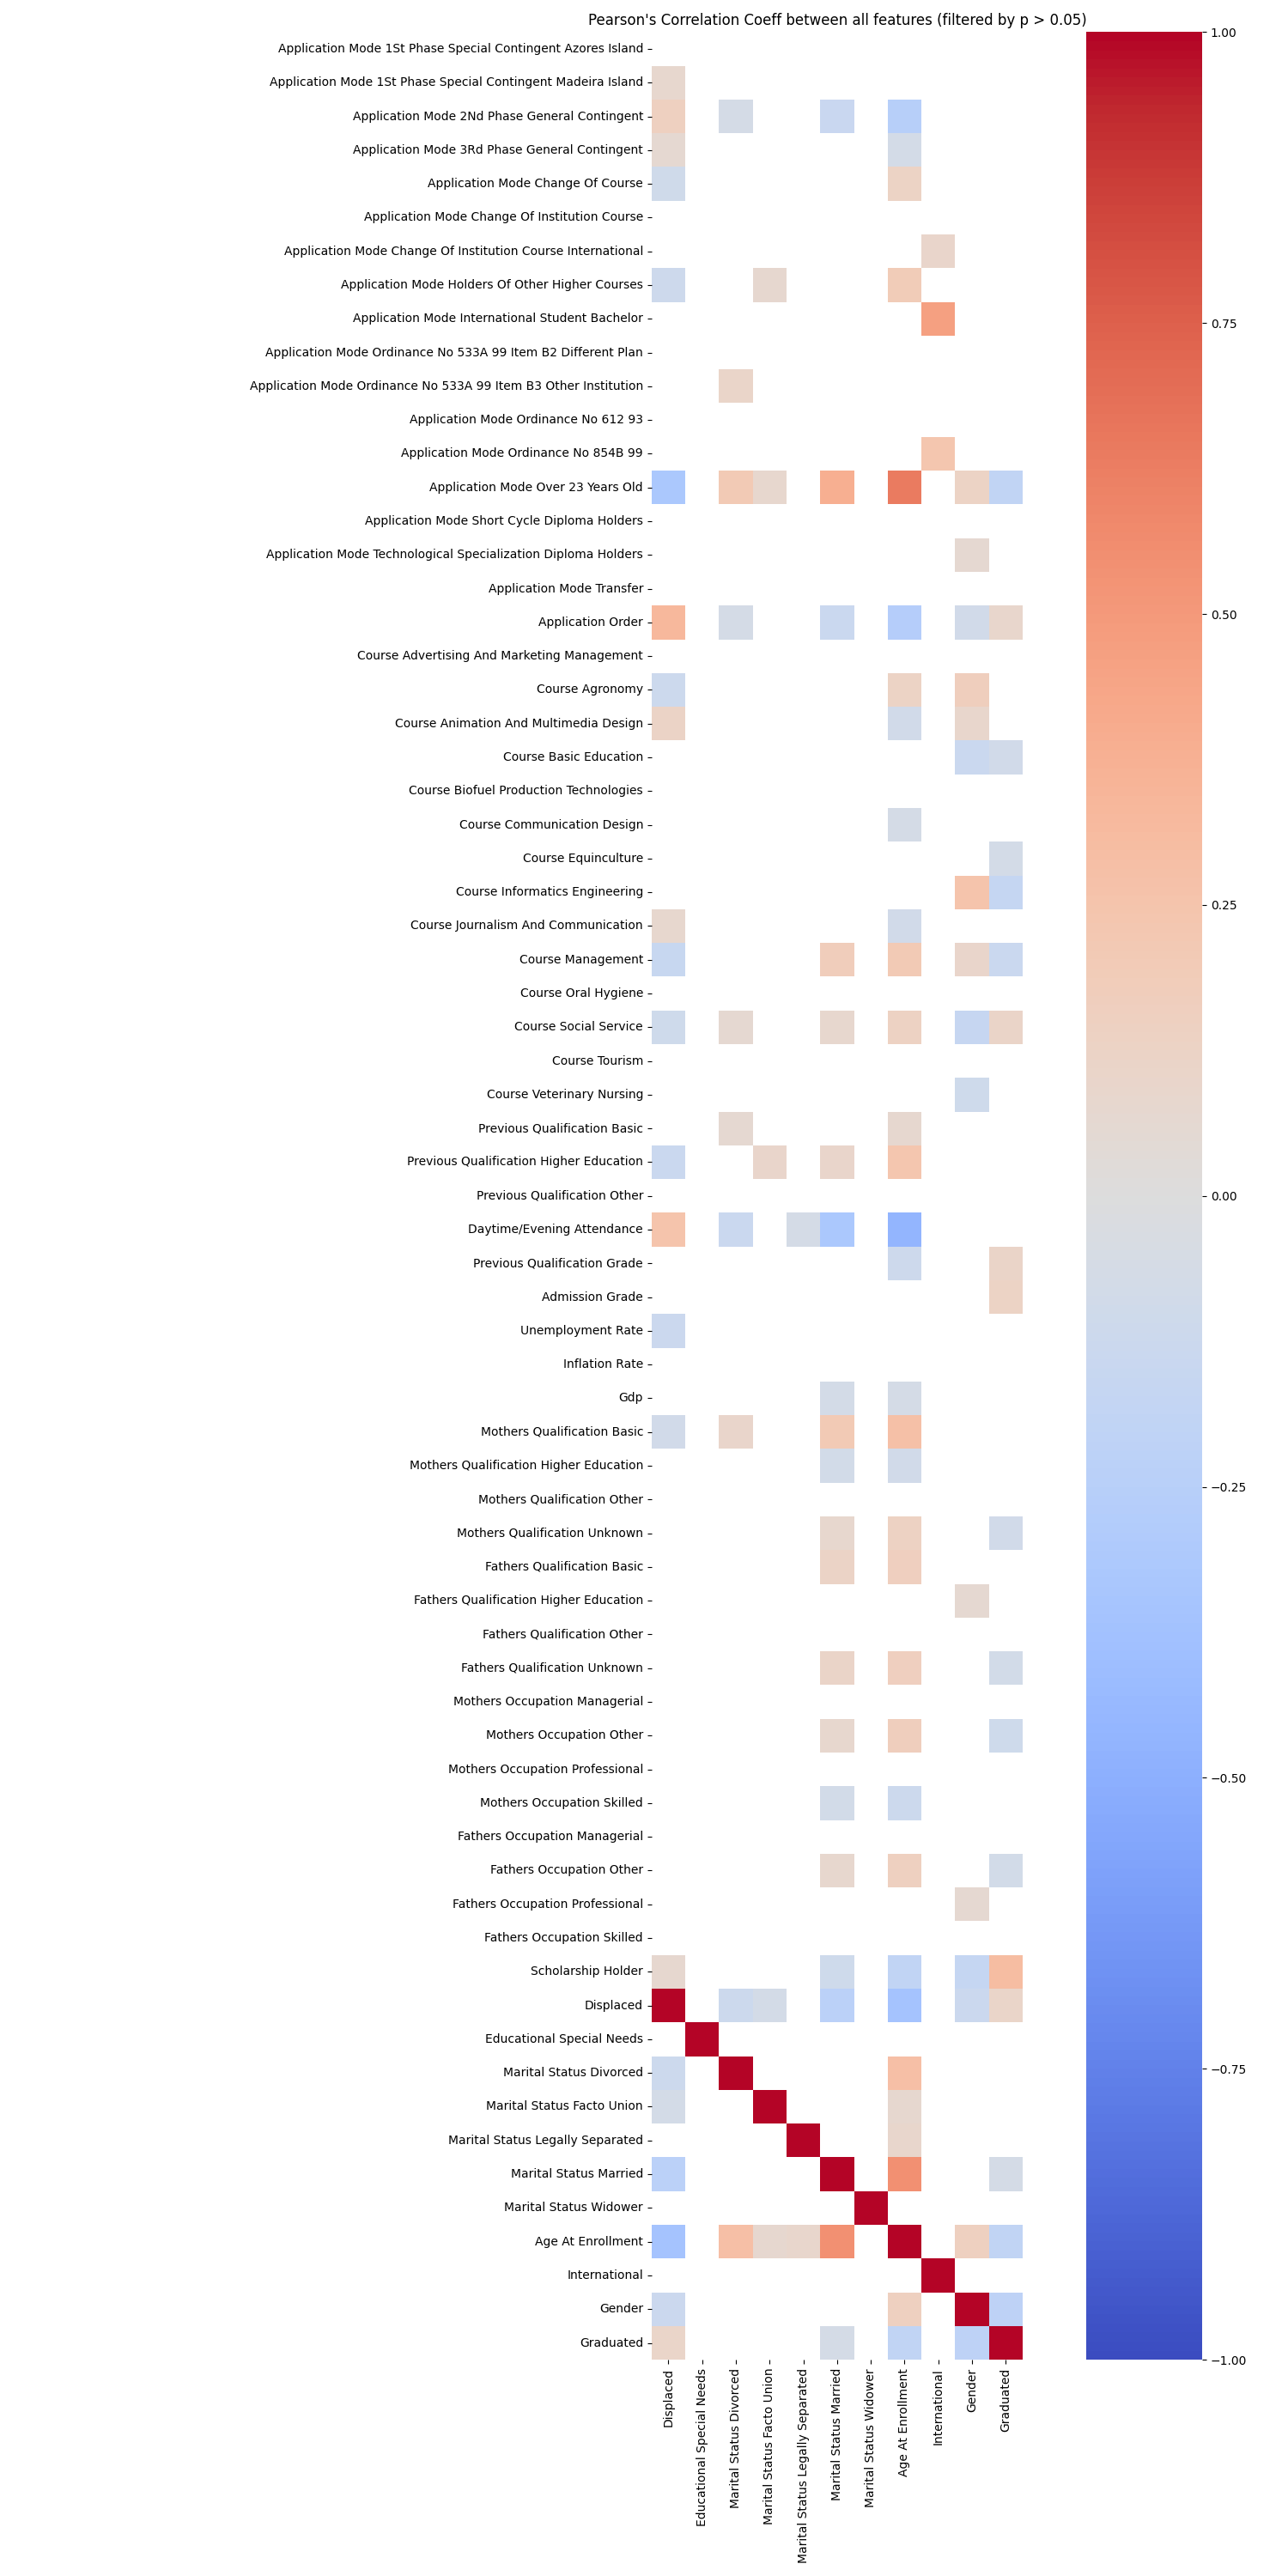 Pearson's Correlation Coeff between all features (filtered by p > 0.05)
Application Mode 1St Phase Special Contingent Azores Island
Application Mode 1St Phase Special Contingent Madeira Island
Application Mode 2Nd Phase General Contingent
Application Mode 3Rd Phase General Contingent
Application Mode Change Of Course
Application Mode Change Of Institution Course
Application Mode Change Of Institution Course International
Application Mode Holders Of Other Higher Courses
Application Mode International Student Bachelor
Application Mode Ordinance No 533A 99 Item B2 Different Plan
Application Mode Ordinance No 533A 99 Item B3 Other Institution
Application Mode Ordinance No 612 93
Application Mode Ordinance No 854B 99
Application Mode Over 23 Years Old
Application Mode Short Cycle Diploma Holders
Application Mode Technological Specialization Diploma Holders
Application Mode Transfer
Application Order
Course Advertising And Marketing Management
Course Agronomy
Course Animation And Multimedia Design
Course Basic Education
Course Biofuel Production Technologies
Course Communication Design
Course Equinculture
Course Informatics Engineering
Course Journalism And Communication
Course Management
Course Oral Hygiene
Course Social Service
Course Tourism
Course Veterinary Nursing
Previous Qualification Basic
Previous Qualification Higher Education
Previous Qualification Other
Daytime/Evening Attendance
Previous Qualification Grade
Admission Grade
Unemployment Rate
Inflation Rate
Gdp
Mothers Qualification Basic
Mothers Qualification Higher Education
Mothers Qualification Other
Mothers Qualification Unknown
Fathers Qualification Basic
Fathers Qualification Higher Education
Fathers Qualification Other
Fathers Qualification Unknown
Mothers Occupation Managerial
Mothers Occupation Other
Mothers Occupation Professional
Mothers Occupation Skilled
Fathers Occupation Managerial
Fathers Occupation Other
Fathers Occupation Professional
Fathers Occupation Skilled
Scholarship Holder
Displaced
Educational Special Needs
Marital Status Divorced
Marital Status Facto Union
Marital Status Legally Separated
Marital Status Married
Marital Status Widower
Age At Enrollment
International
Gender
Graduated
Displaced
Educational Special Needs
Marital Status Divorced
Marital Status Facto Union
Marital Status Legally Separated
Marital Status Married
Marital Status Widower
Age At Enrollment
International
Gender
Graduated
1.00
0.75
0.50
0.25
0.00
−0.25
−0.50
−0.75
−1.00